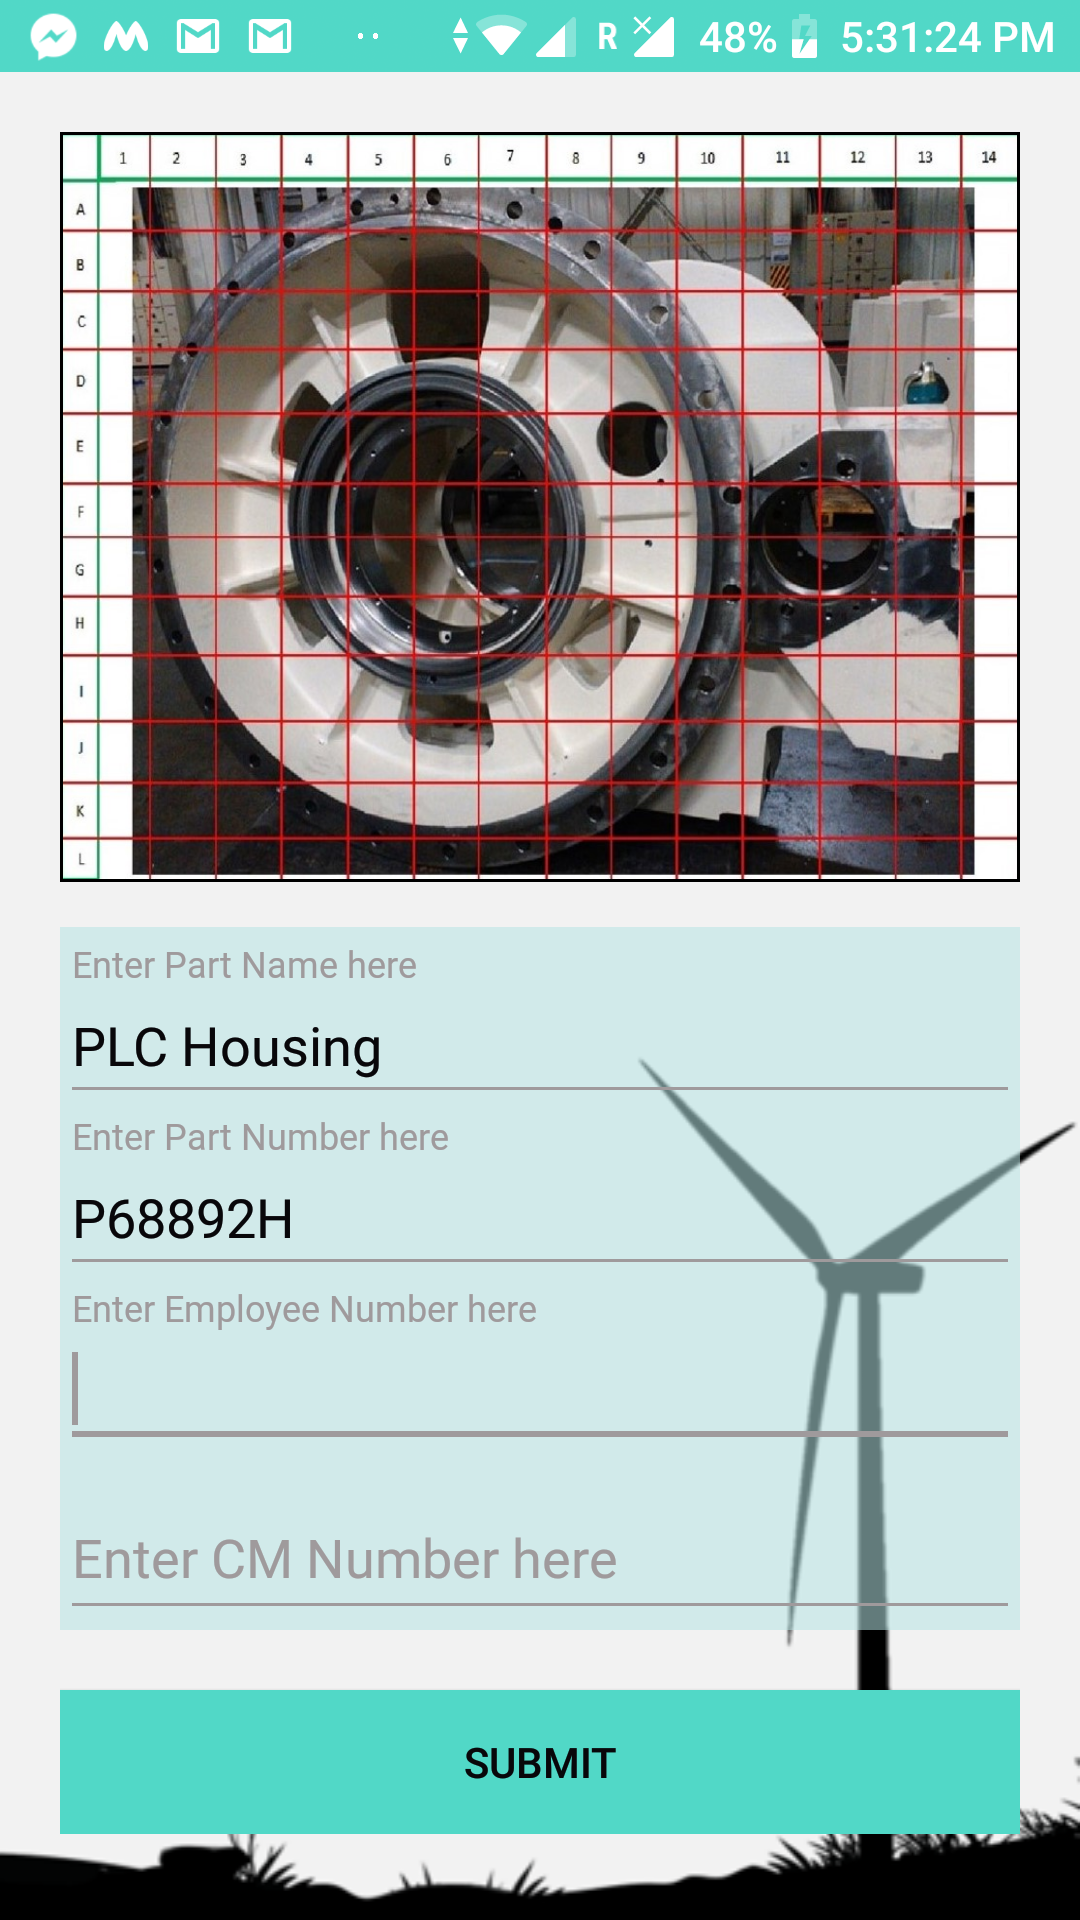 R 48% 5:31:24 PM
1 2 3 4 5 6 7 8 9 10 11 12 13 14
A
B
C
D
E
F
G
H
I
J
K
L
Enter Part Name here
PLC Housing
Enter Part Number here
P68892H
Enter Employee Number here
Enter CM Number here
SUBMIT